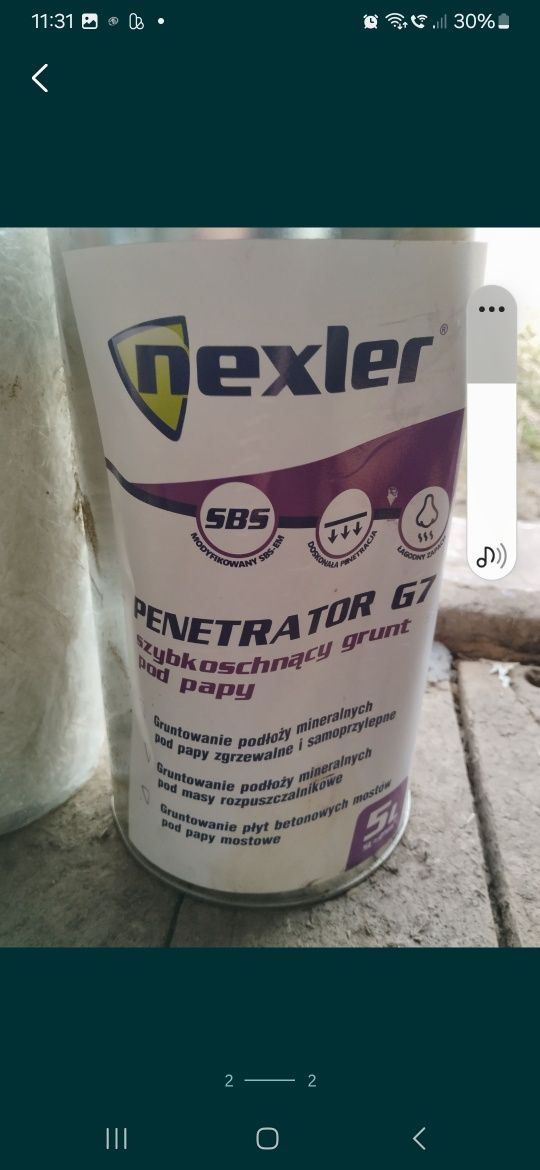 11:31
30%
nexler®
SBS
MODYFIKOWANY SBS-EM
DOSKONAŁA PENETRACJA
ŁAGODNY ZAPACH
PENETRATOR G7
szybkoschnący grunt
pod papy
Gruntowanie podłoży mineralnych
pod papy zgrzewalne i samoprzylepne
Gruntowanie podłoży mineralnych
pod masy rozpuszczalnikowe
Gruntowanie płyt betonowych mostów
pod papy mostowe
5L
2
2